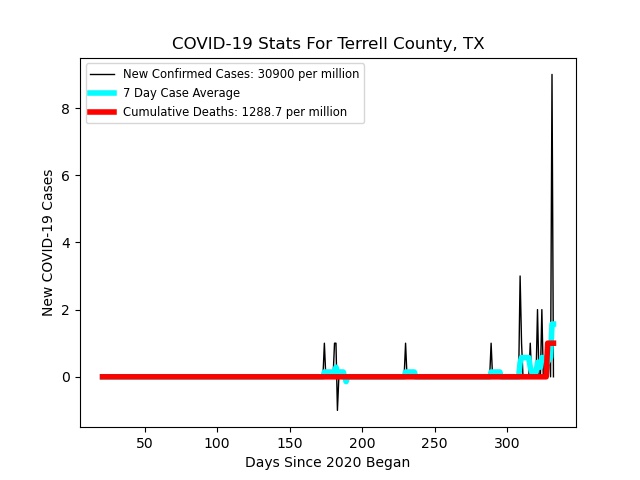 COVID-19 Stats For Terrell County, TX
New Confirmed Cases: 30900 per million
7 Day Case Average
Cumulative Deaths: 1288.7 per million
New COVID-19 Cases
8
6
4
2
0
50 100 150 200 250 300
Days Since 2020 Began